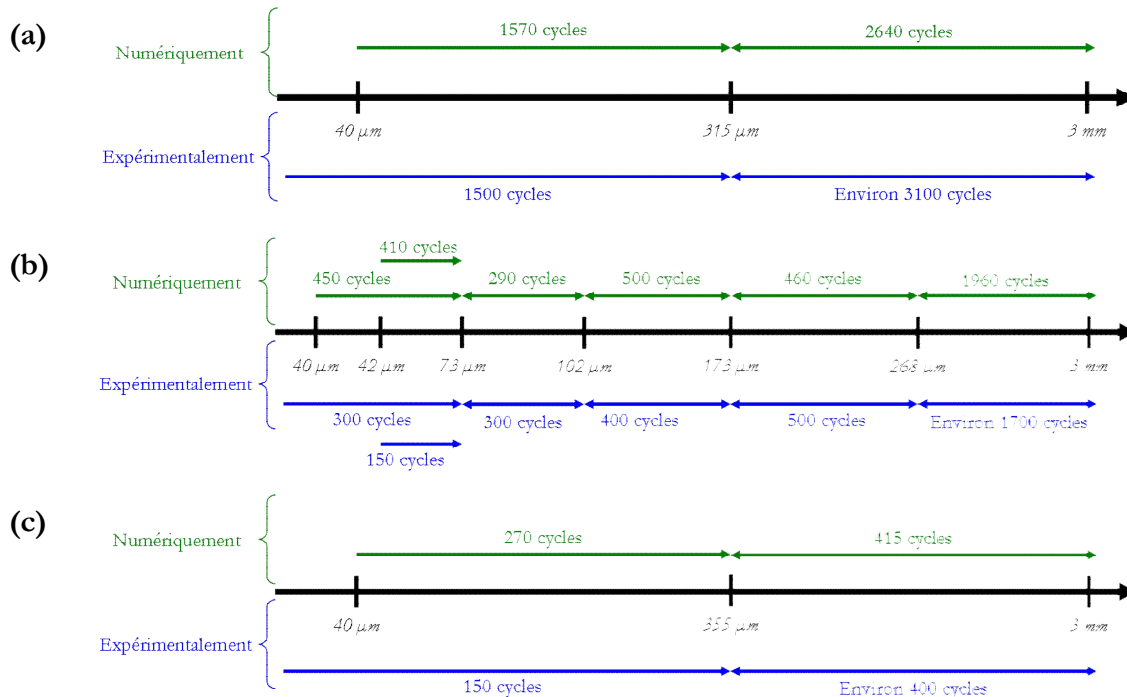 (a)
1570 cycles
2640 cycles
Numériquement
40 µm
315 µm
3 mm
Expérimentalement
1500 cycles
Environ 3100 cycles
(b)
410 cycles
450 cycles
290 cycles
500 cycles
460 cycles
1960 cycles
Numériquement
40 µm
42 µm
73 µm
102 µm
173 µm
268 µm
3 mm
Expérimentalement
300 cycles
300 cycles
400 cycles
500 cycles
Environ 1700 cycles
150 cycles
(c)
270 cycles
415 cycles
Numériquement
40 µm
355 µm
3 mm
Expérimentalement
150 cycles
Environ 400 cycles